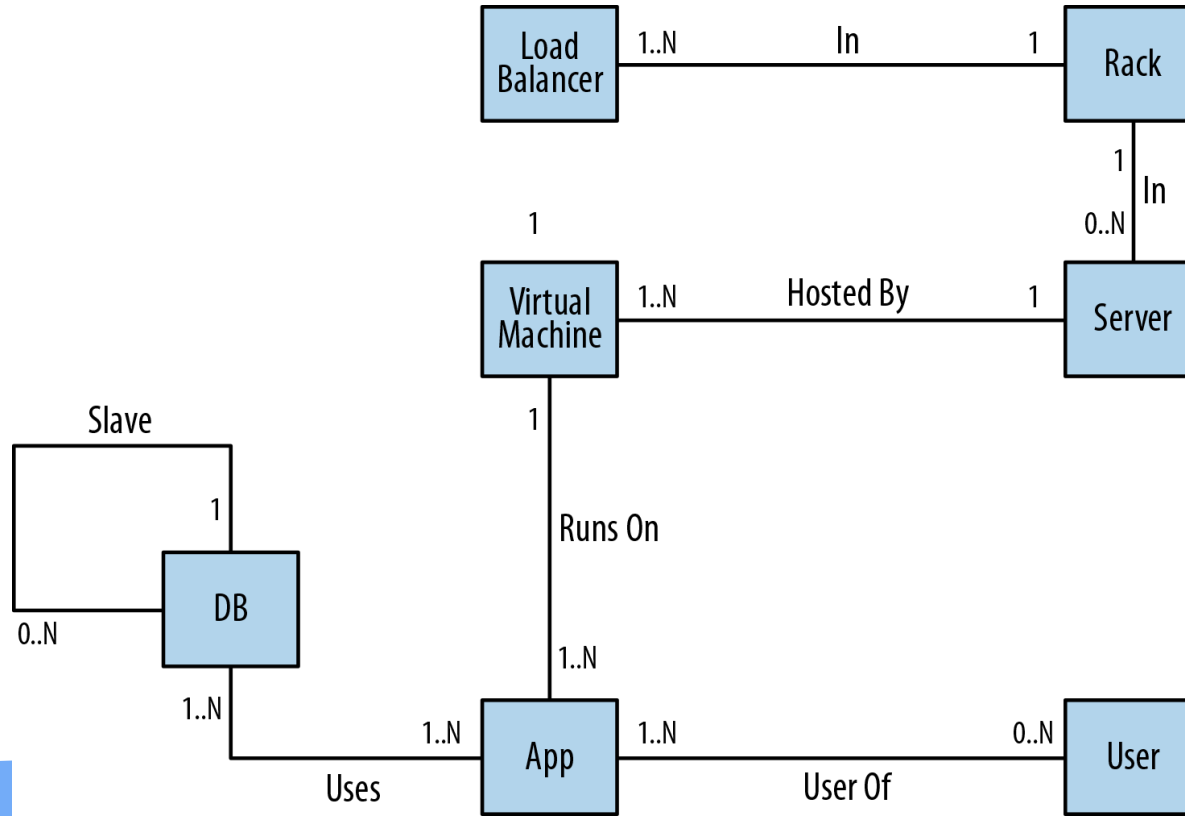 Load
Balancer
1..N
In
1
Rack
1
In
0..N
1
Virtual
Machine
1..N
Hosted By
1
Server
1
Slave
1
Runs On
DB
0..N
1..N
1..N
Uses
1..N
App
1..N
User Of
0..N
User